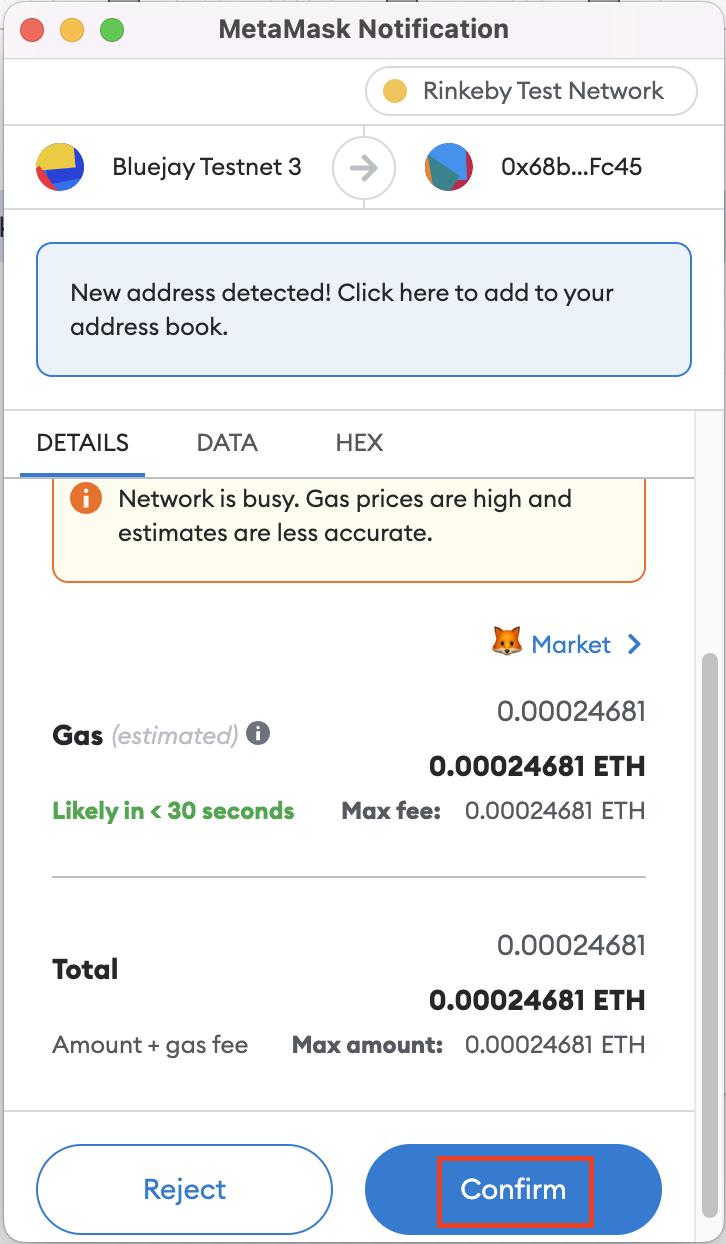 MetaMask Notification
Rinkeby Test Network
Bluejay Testnet 3
0x68b...Fc45
New address detected! Click here to add to your
address book.
DETAILS DATA HEX
Network is busy. Gas prices are high and
estimates are less accurate.
Market
0.00024681
Gas (estimated)
0.00024681 ETH
Likely in < 30 seconds Max fee: 0.00024681 ETH
0.00024681
Total
0.00024681 ETH
Amount + gas fee Max amount: 0.00024681 ETH
Reject Confirm